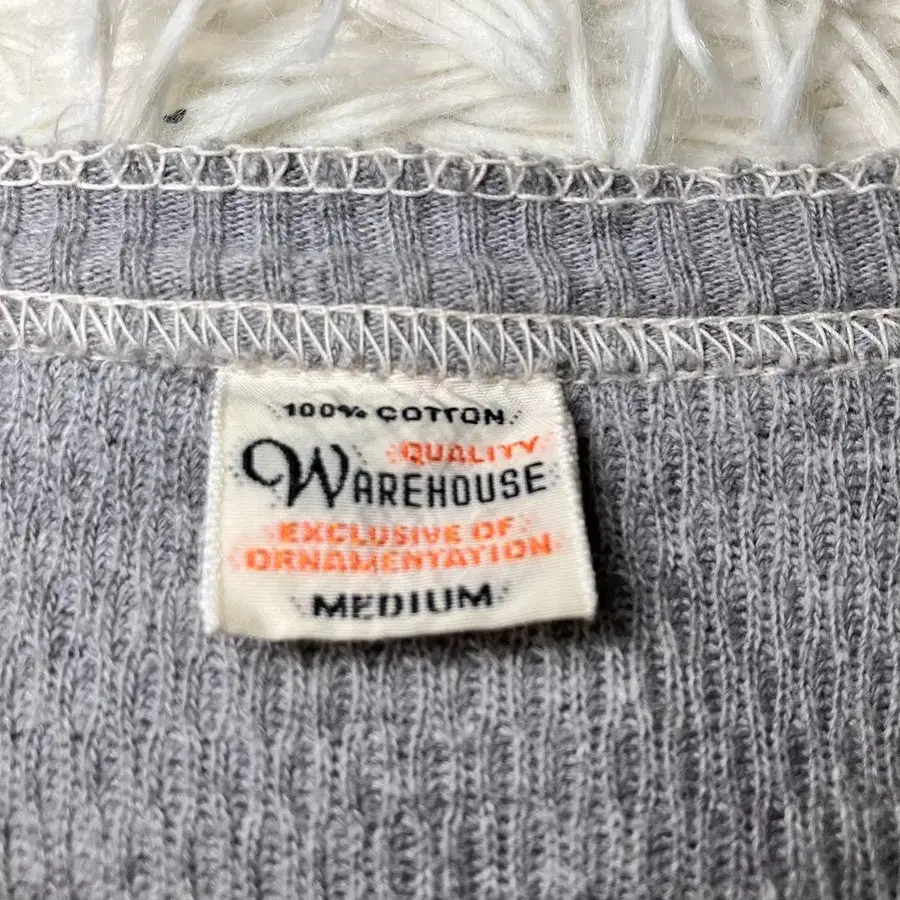 100% COTTON
QUALITY
WAREHOUSE
EXCLUSIVE OF
ORNAMENTATION
MEDIUM